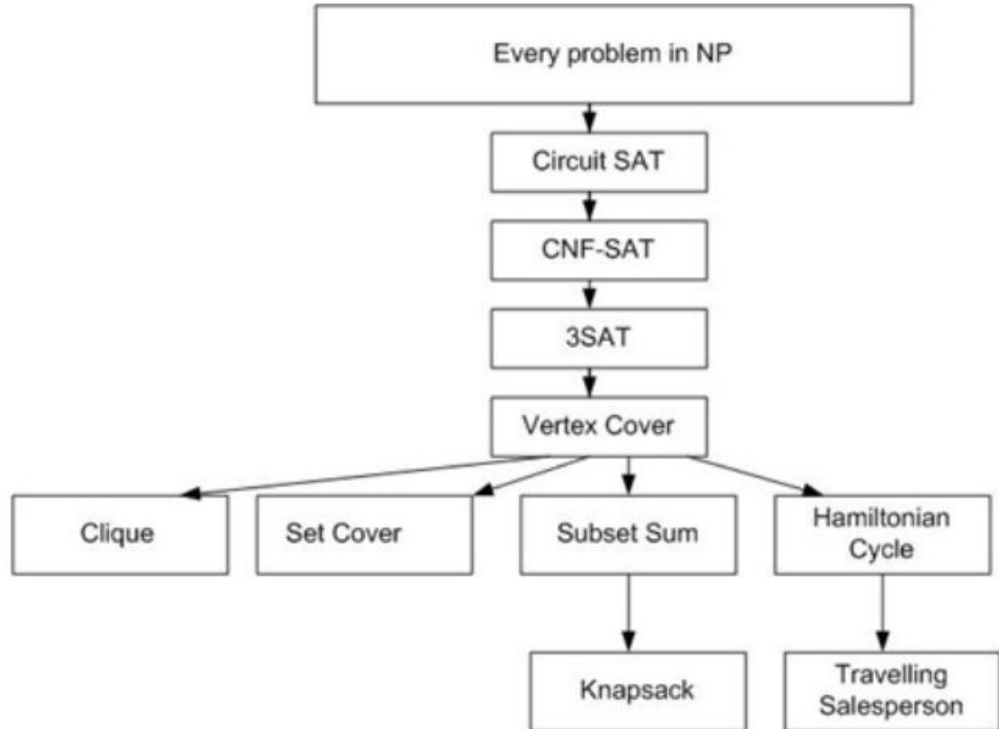 Every problem in NP
Circuit SAT
CNF-SAT
3SAT
Vertex Cover
Clique
Set Cover
Subset Sum
Hamiltonian
Cycle
Knapsack
Travelling
Salesperson